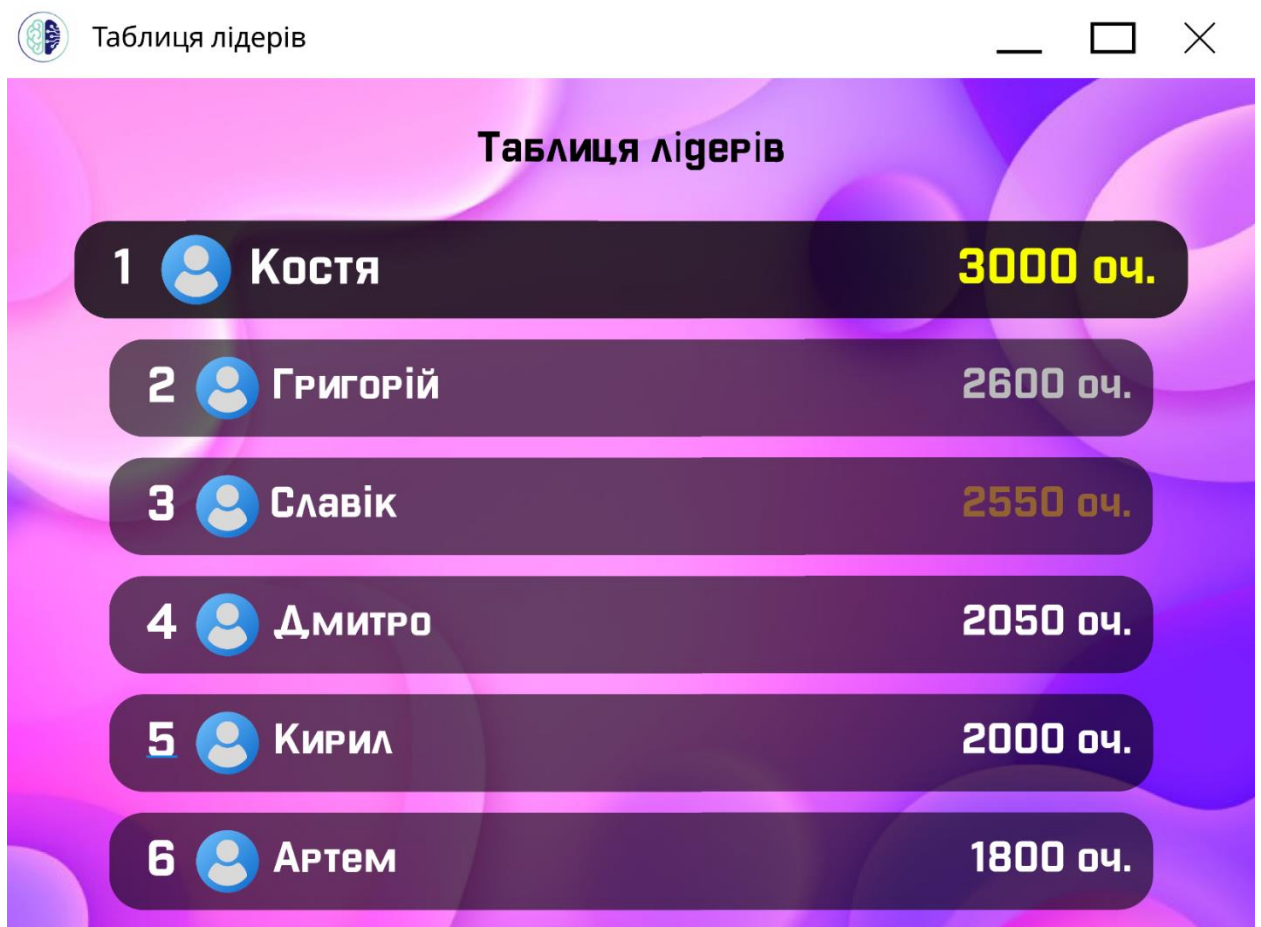 Таблиця лідерів
Таблиця лідерів
1 Костя 3000 оч.
2 Григорій 2600 оч.
3 Славік 2550 оч.
4 Дмитро 2050 оч.
5 Кирил 2000 оч.
6 Артем 1800 оч.